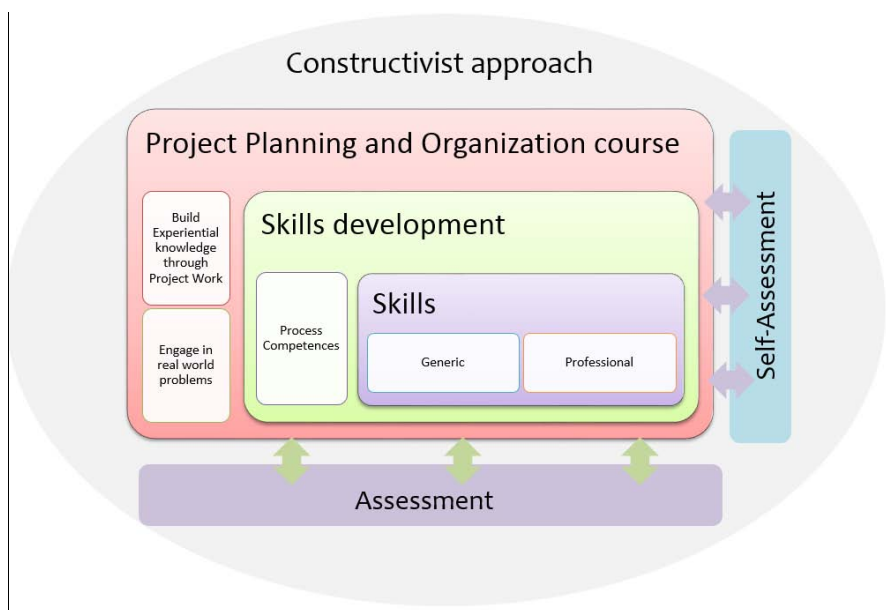 Constructivist approach
Project Planning and Organization course
Build
Experiential
knowledge
through
Project Work
Engage in
real world
problems
Skills development
Process
Competences
Skills
Generic
Professional
Self-Assessment
Assessment